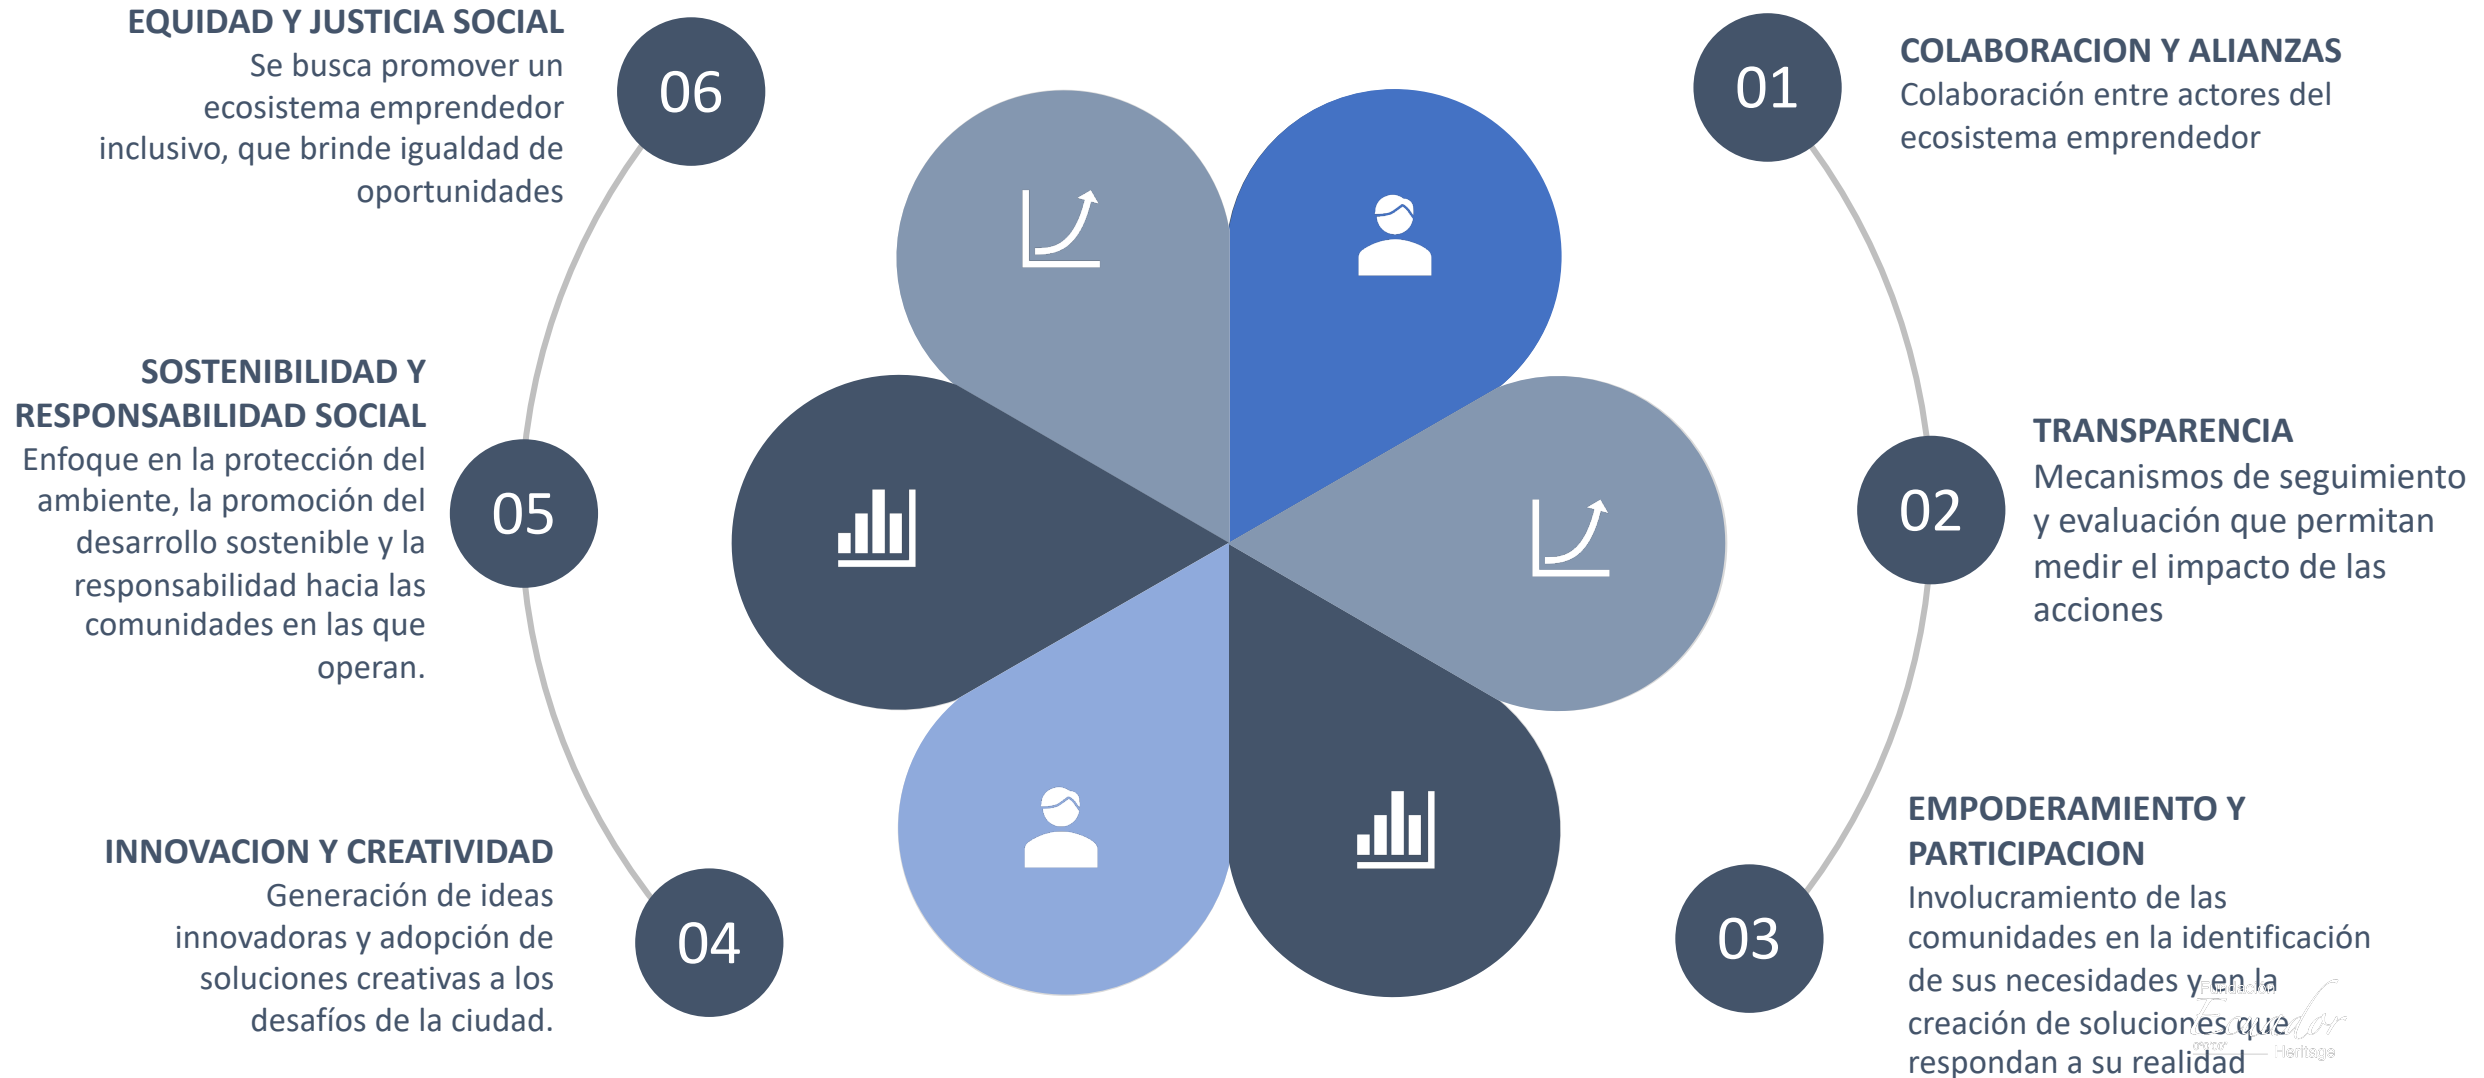 01
COLABORACION Y ALIANZAS
Colaboración entre actores del
ecosistema emprendedor
02
TRANSPARENCIA
Mecanismos de seguimiento
y evaluación que permitan
medir el impacto de las
acciones
03
EMPODERAMIENTO Y
PARTICIPACION
Involucramiento de las
comunidades en la identificación
de sus necesidades y en la
creación de soluciones que
respondan a su realidad
04
INNOVACION Y CREATIVIDAD
Generación de ideas
innovadoras y adopción de
soluciones creativas a los
desafíos de la ciudad.
05
SOSTENIBILIDAD Y
RESPONSABILIDAD SOCIAL
Enfoque en la protección del
ambiente, la promoción del
desarrollo sostenible y la
responsabilidad hacia las
comunidades en las que
operan.
06
EQUIDAD Y JUSTICIA SOCIAL
Se busca promover un
ecosistema emprendedor
inclusivo, que brinde igualdad de
oportunidades
Fundación
Ecuador
Heritage